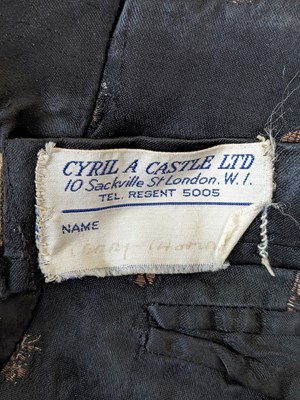 CYRIL A CASTLE LTD
10 Sackville St London. W.1.
TEL. REGENT 5005
NAME